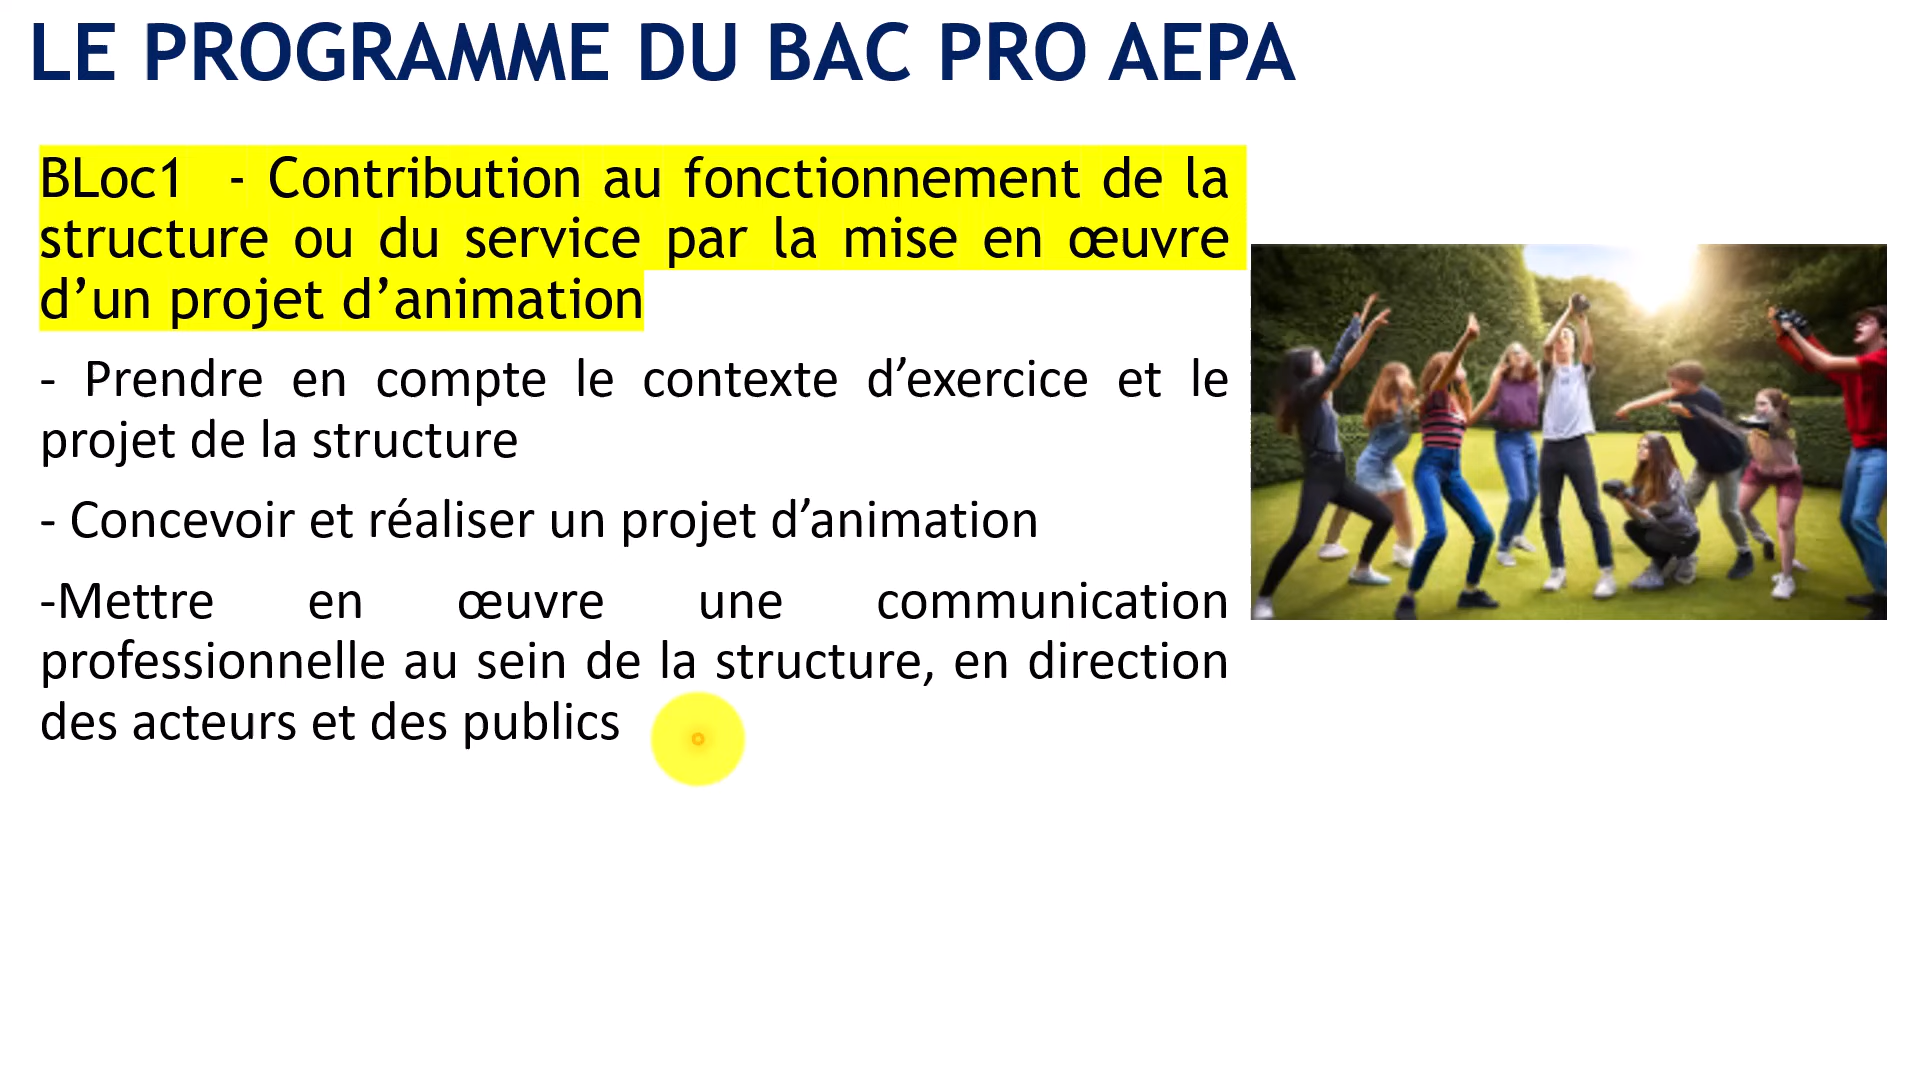 LE PROGRAMME DU BAC PRO AEPA
BLoc1 - Contribution au fonctionnement de la
structure ou du service par la mise en œuvre
d’un projet d’animation
- Prendre en compte le contexte d’exercice et le
projet de la structure
- Concevoir et réaliser un projet d’animation
-Mettre en œuvre une communication
professionnelle au sein de la structure, en direction
des acteurs et des publics